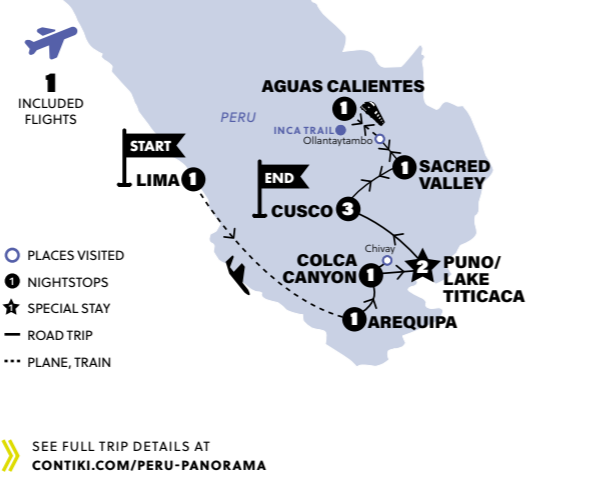 1
INCLUDED
FLIGHTS
AGUAS CALIENTES
1
PERU
INCA TRAIL
Ollantaytambo
START
LIMA 1
1 SACRED
VALLEY
END
CUSCO 3
Chivay
COLCA
CANYON 1
2 PUNO/
LAKE
TITICACA
1 AREQUIPA
PLACES VISITED
1 NIGHTSTOPS
1 SPECIAL STAY
ROAD TRIP
PLANE, TRAIN
SEE FULL TRIP DETAILS AT
CONTIKI.COM/PERU-PANORAMA